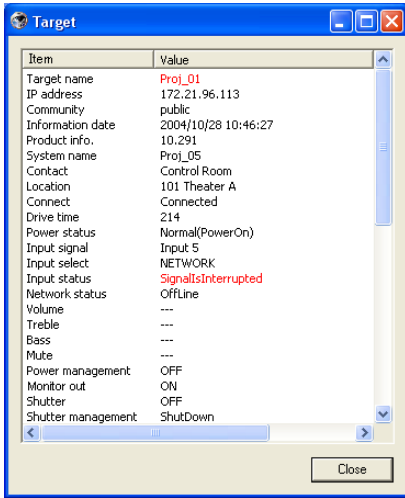 Target
Item Value
Target name Proj_01
IP address 172.21.96.113
Community public
Information date 2004/10/28 10:46:27
Product info. 10.291
System name Proj_05
Contact Control Room
Location 101 Theater A
Connect Connected
Drive time 214
Power status Normal(PowerOn)
Input signal Input 5
Input select NETWORK
Input status SignalIsInterrupted
Network status OffLine
Volume ---
Treble ---
Bass ---
Mute ---
Power management OFF
Monitor out ON
Shutter OFF
Shutter management ShutDown
Close